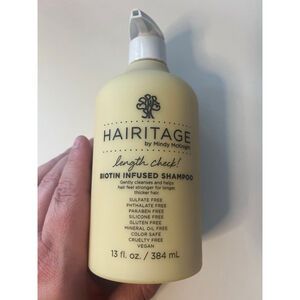 HAIRITAGE
by Mindy McKnight
length check!
BIOTIN INFUSED SHAMPOO
Gently cleanses and helps
hair feel stronger for longer,
thicker hair.
SULFATE FREE
PHTHALATE FREE
PARABEN FREE
SILICONE FREE
GLUTEN FREE
MINERAL OIL FREE
COLOR SAFE
CRUELTY FREE
VEGAN
13 fl. oz. / 384 mL